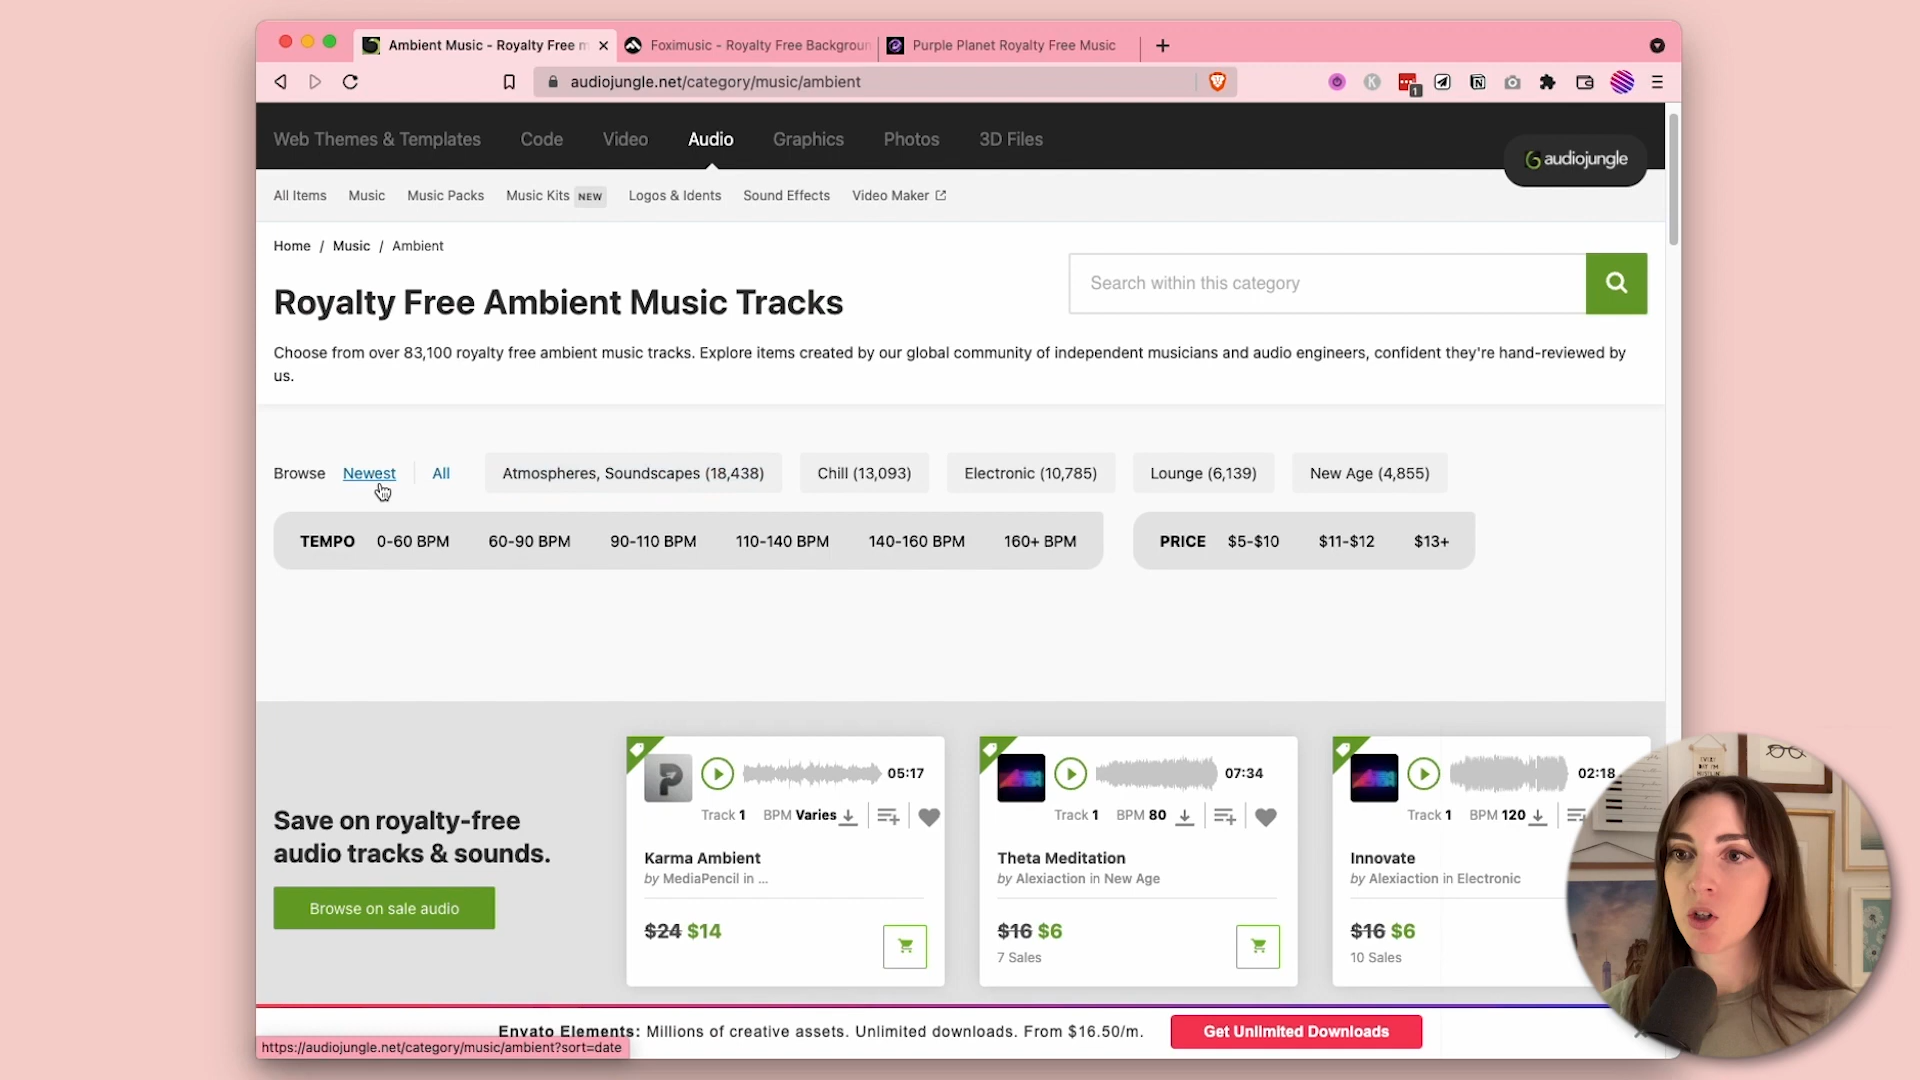 Ambient Music - Royalty Free m
Foximusic - Royalty Free Backgroun
Purple Planet Royalty Free Music
audiojungle.net/category/music/ambient
1
Web Themes & Templates Code Video Audio Graphics Photos 3D Files
audiojungle
All Items Music Music Packs Music Kits NEW Logos & Idents Sound Effects Video Maker
Home / Music / Ambient
Search within this category
Royalty Free Ambient Music Tracks
Choose from over 83,100 royalty free ambient music tracks. Explore items created by our global community of independent musicians and audio engineers, confident they're hand-reviewed by
us.
Browse Newest All Atmospheres, Soundscapes (18,438) Chill (13,093) Electronic (10,785) Lounge (6,139) New Age (4,855)
TEMPO 0-60 BPM 60-90 BPM 90-110 BPM 110-140 BPM 140-160 BPM 160+ BPM PRICE $5-$10 $11-$12 $13+
Save on royalty-free
audio tracks & sounds.
Browse on sale audio
05:17
Track 1 BPM Varies
Karma Ambient
by MediaPencil in ...
$24 $14
07:34
Track 1 BPM 80
Theta Meditation
by Alexiaction in New Age
$16 $6
7 Sales
02:18
Track 1 BPM 120
Innovate
by Alexiaction in Electronic
$16 $6
10 Sales
Envato Elements: Millions of creative assets. Unlimited downloads. From $16.50/m.
Get Unlimited Downloads
https://audiojungle.net/category/music/ambient?sort=date